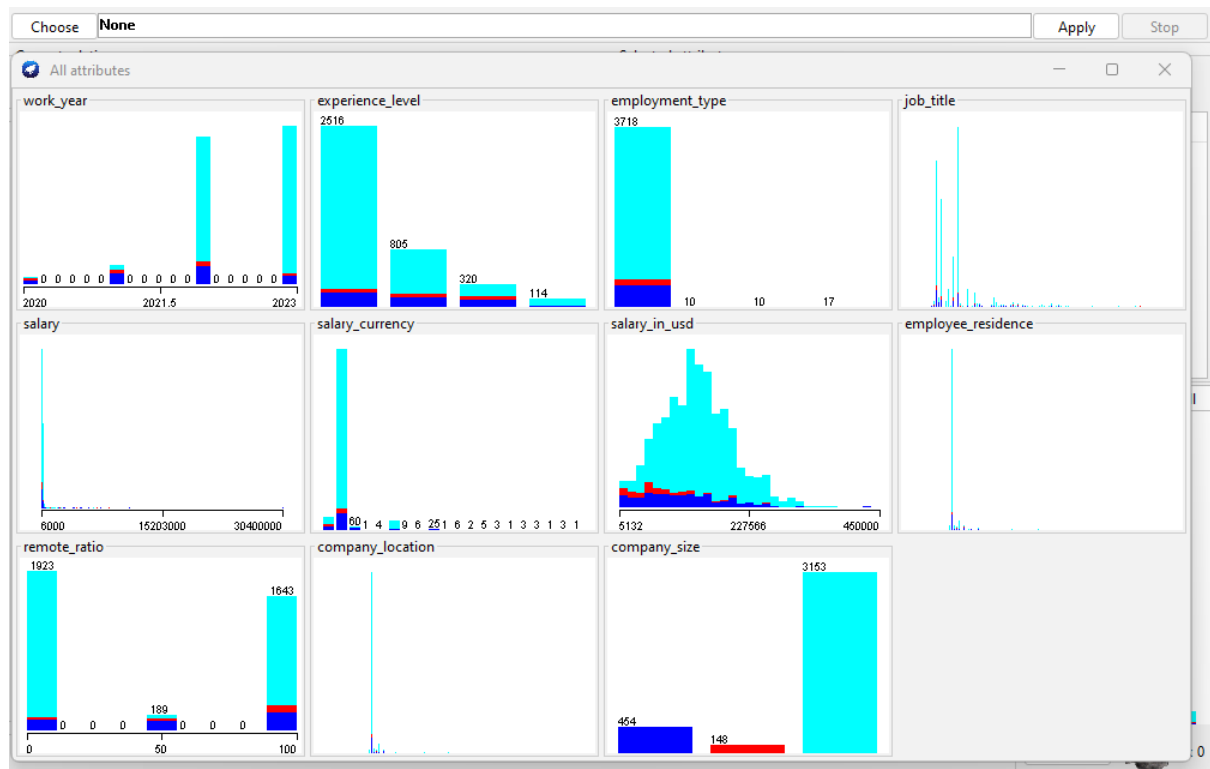 Choose None Apply Stop
All attributes
work_year experience_level employment_type job_title
0 0 0 0 0 0 0 0 0 0 0 0 0 0 0
2020 2021.5 2023
2516
805
320
114
3718
10 10 17
salary salary_currency salary_in_usd employee_residence
6000 15203000 30400000
60 1 4 9 6 25 1 6 2 5 3 1 3 3 1 3 1
5132 227566 450000
remote_ratio company_location company_size
1923
0 0 0
189
0 0 0
1643
0 50 100
454
148
3153
: 0